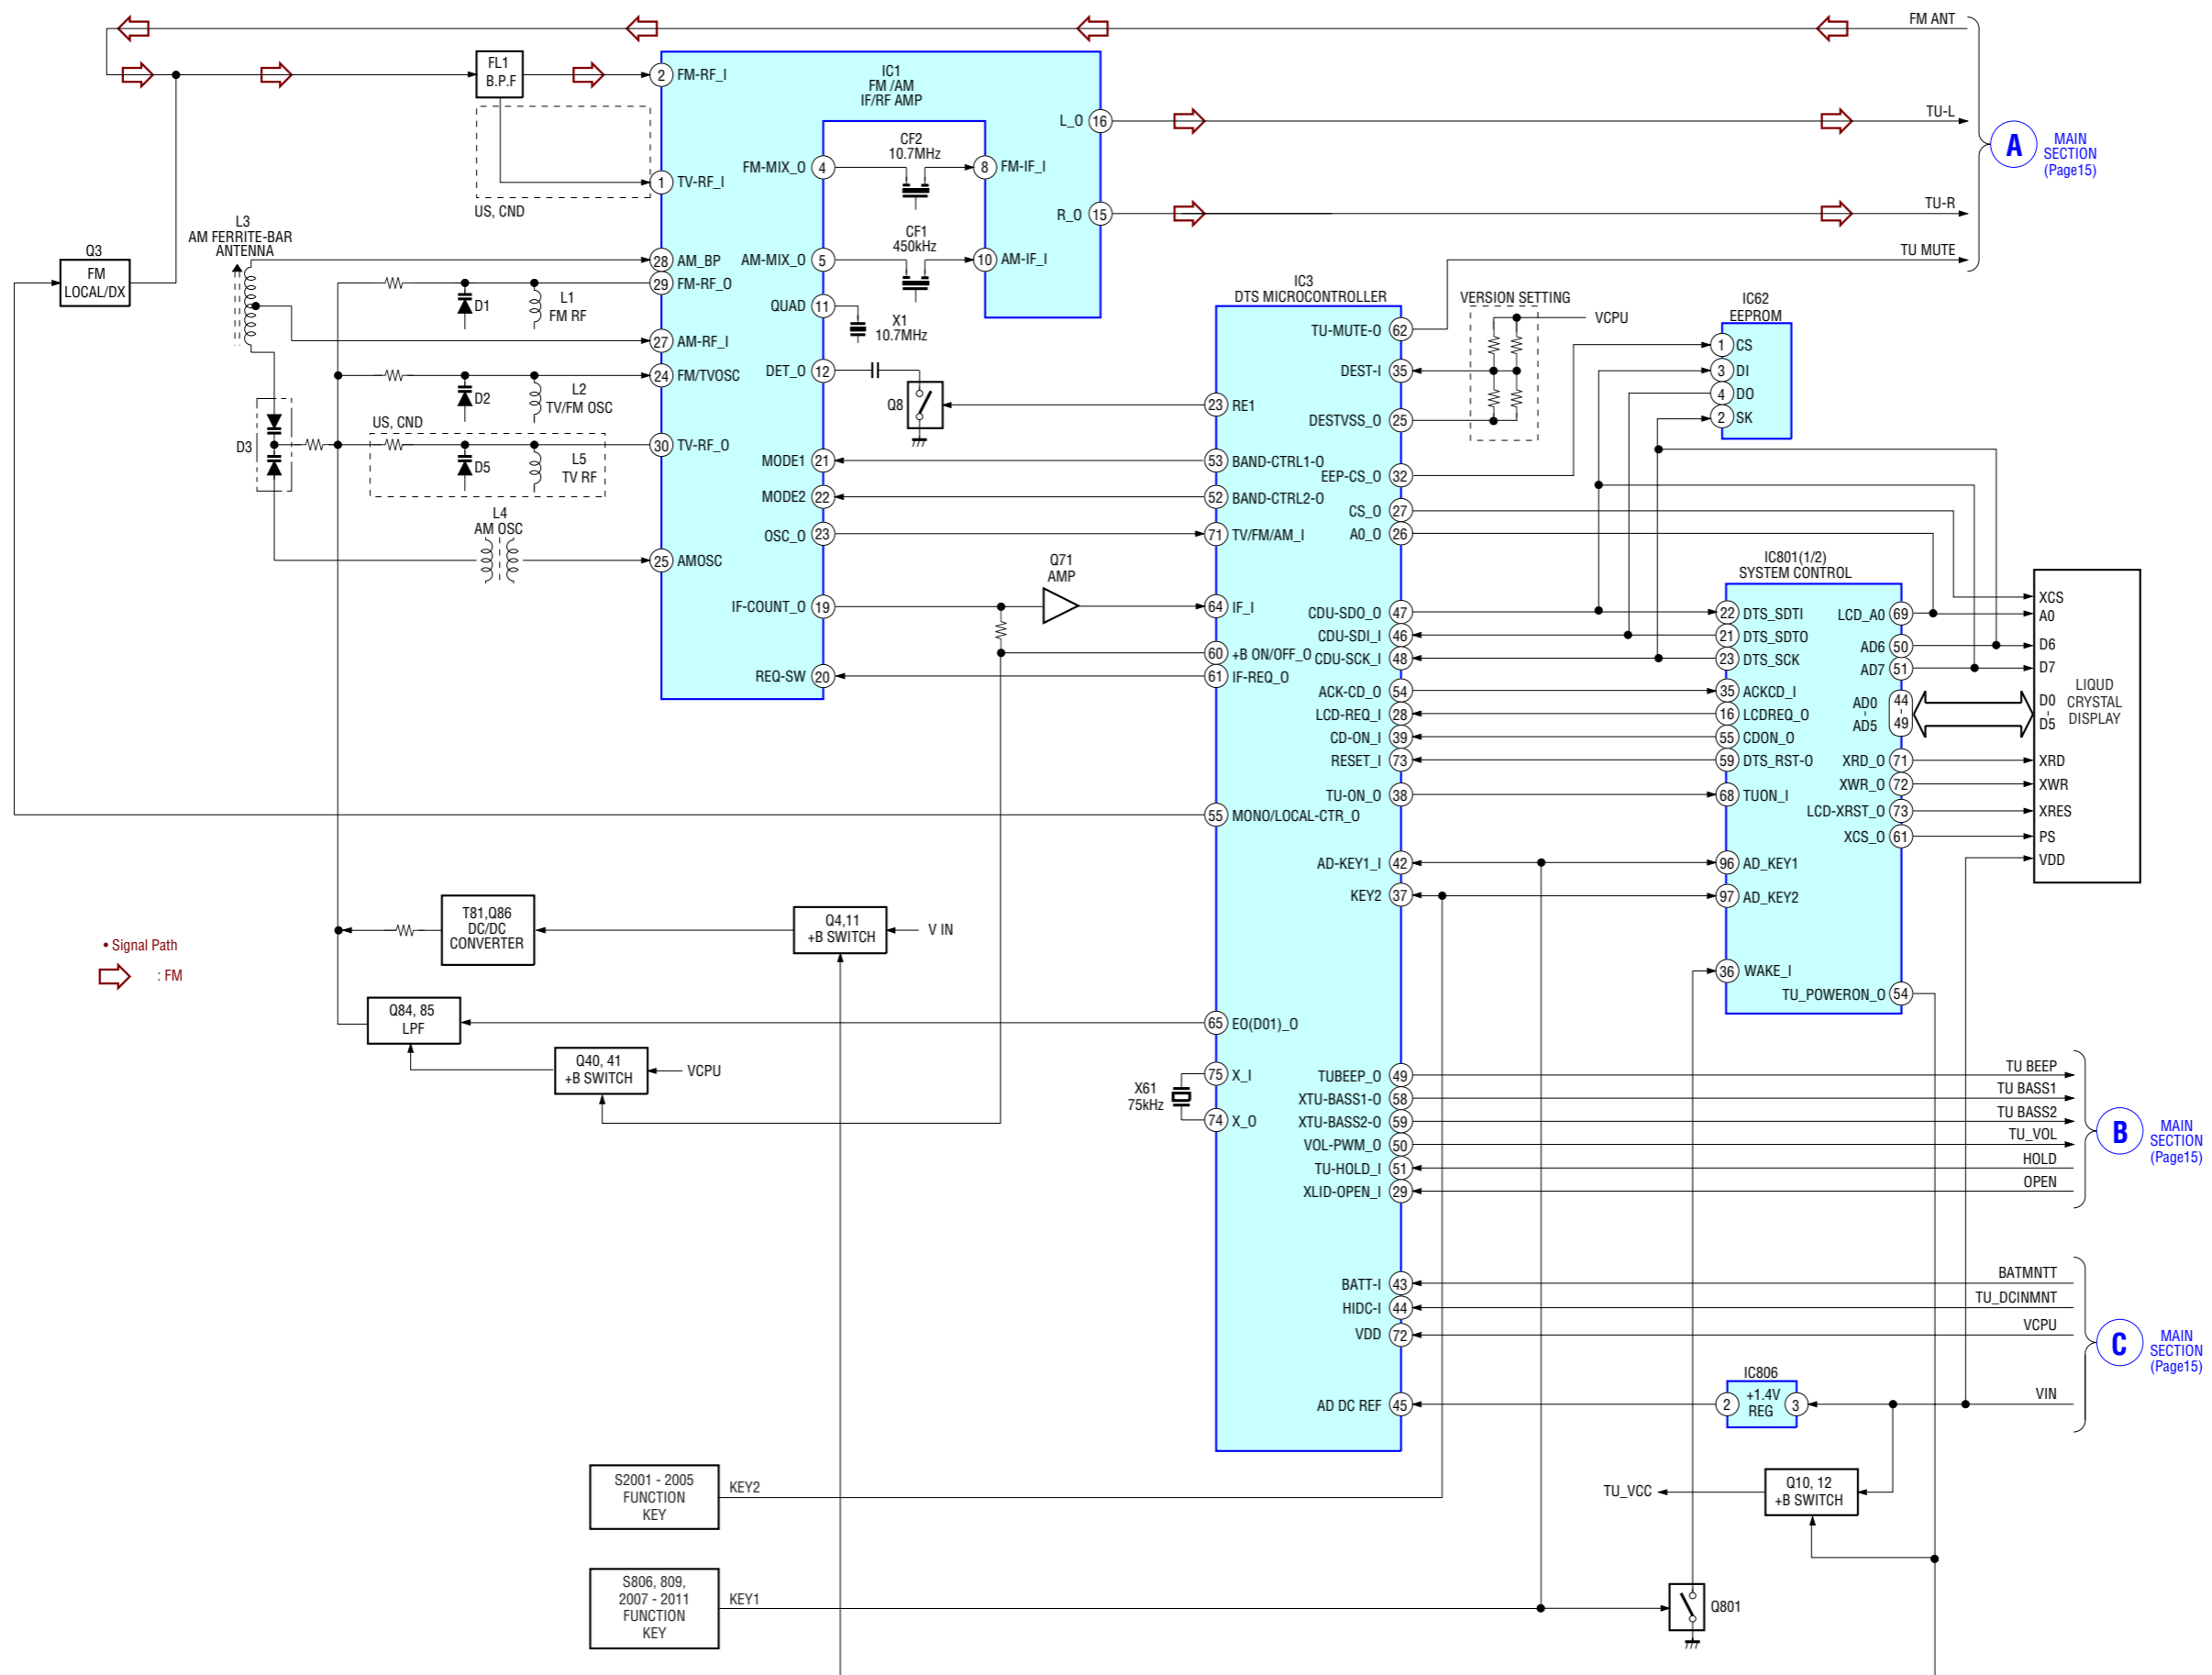 FM ANT
FL1
B.P.F
2 FM-RF_I
IC1
FM /AM
IF/RF AMP
L_O 16
TU-L
A
MAIN
SECTION
(Page15)
CF2
10.7MHz
FM-MIX_O 4
8 FM-IF_I
1 TV-RF_I
US, CND
R_O 15
TU-R
L3
AM FERRITE-BAR
ANTENNA
CF1
450kHz
Q3
FM
LOCAL/DX
28 AM_BP
AM-MIX_O 5
10 AM-IF_I
TU MUTE
29 FM-RF_O
D1
L1
FM RF
QUAD 11
X1
10.7MHz
IC3
DTS MICROCONTROLLER
VERSION SETTING
VCPU
IC62
EEPROM
27 AM-RF_I
TU-MUTE-O 62
1 CS
24 FM/TVOSC
DET_O 12
DEST-I 35
3 DI
D2
L2
TV/FM OSC
Q8
23 RE1
4 DO
DESTVSS_O 25
2 SK
US, CND
D3
30 TV-RF_O
D5
L5
TV RF
MODE1 21
53 BAND-CTRL1-O
EEP-CS_O 32
MODE2 22
52 BAND-CTRL2-O
CS_O 27
L4
AM OSC
OSC_O 23
71 TV/FM/AM_I
A0_O 26
25 AMOSC
Q71
AMP
IC801(1/2)
SYSTEM CONTROL
IF-COUNT_O 19
64 IF_I
CDU-SDO_O 47
22 DTS_SDTI
LCD_A0 69
XCS
A0
CDU-SDI_I 46
21 DTS_SDTO
AD6 50
D6
60 +B ON/OFF_O
CDU-SCK_I 48
23 DTS_SCK
AD7 51
D7
REQ-SW 20
61 IF-REQ_O
ACK-CD_O 54
35 ACKCD_I
AD0
-
AD5
44
-
49
D0
-
D5
LIQUD
CRYSTAL
DISPLAY
LCD-REQ_I 28
16 LCDREQ_O
CD-ON_I 39
55 CDON_O
RESET_I 73
59 DTS_RST-O
XRD_O 71
XRD
XWR_O 72
XWR
TU-ON_O 38
68 TUON_I
LCD-XRST_O 73
XRES
55 MONO/LOCAL-CTR_O
XCS_O 61
PS
VDD
AD-KEY1_I 42
96 AD_KEY1
KEY2 37
97 AD_KEY2
T81,Q86
DC/DC
CONVERTER
Q4,11
+B SWITCH
V IN
• Signal Path
: FM
36 WAKE_I
TU_POWERON_O 54
Q84, 85
LPF
65 EO(D01)_O
Q40, 41
+B SWITCH
VCPU
X61
75kHz
75 X_I
74 X_O
TUBEEP_O 49
TU BEEP
XTU-BASS1-O 58
TU BASS1
XTU-BASS2-O 59
TU BASS2
VOL-PWM_O 50
TU_VOL
TU-HOLD_I 51
HOLD
XLID-OPEN_I 29
OPEN
B
MAIN
SECTION
(Page15)
BATT-I 43
BATMNTT
HIDC-I 44
TU_DCINMNT
VDD 72
VCPU
C
MAIN
SECTION
(Page15)
IC806
+1.4V
REG
2
3
VIN
AD DC REF 45
S2001 - 2005
FUNCTION
KEY
KEY2
TU_VCC
Q10, 12
+B SWITCH
S806, 809,
2007 - 2011
FUNCTION
KEY
KEY1
Q801